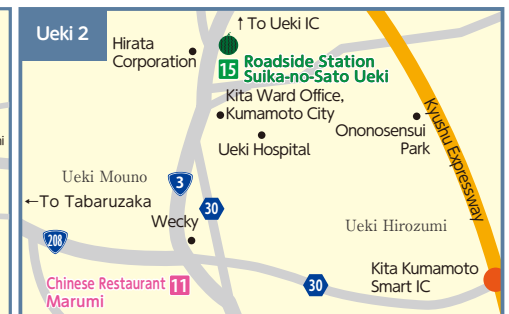 Ueki 2
↑To Ueki IC
Hirata
Corporation
15 Roadside Station
Suika-no-Sato Ueki
Kita Ward Office,
Kumamoto City
Ueki Hospital
Ononosensui
Park
Kyushu Expressway
Ueki Mouno
3
←To Tabaruzaka
30
Wecky
208
Ueki Hirozumi
Chinese Restaurant 11
Marumi
30
Kita Kumamoto
Smart IC